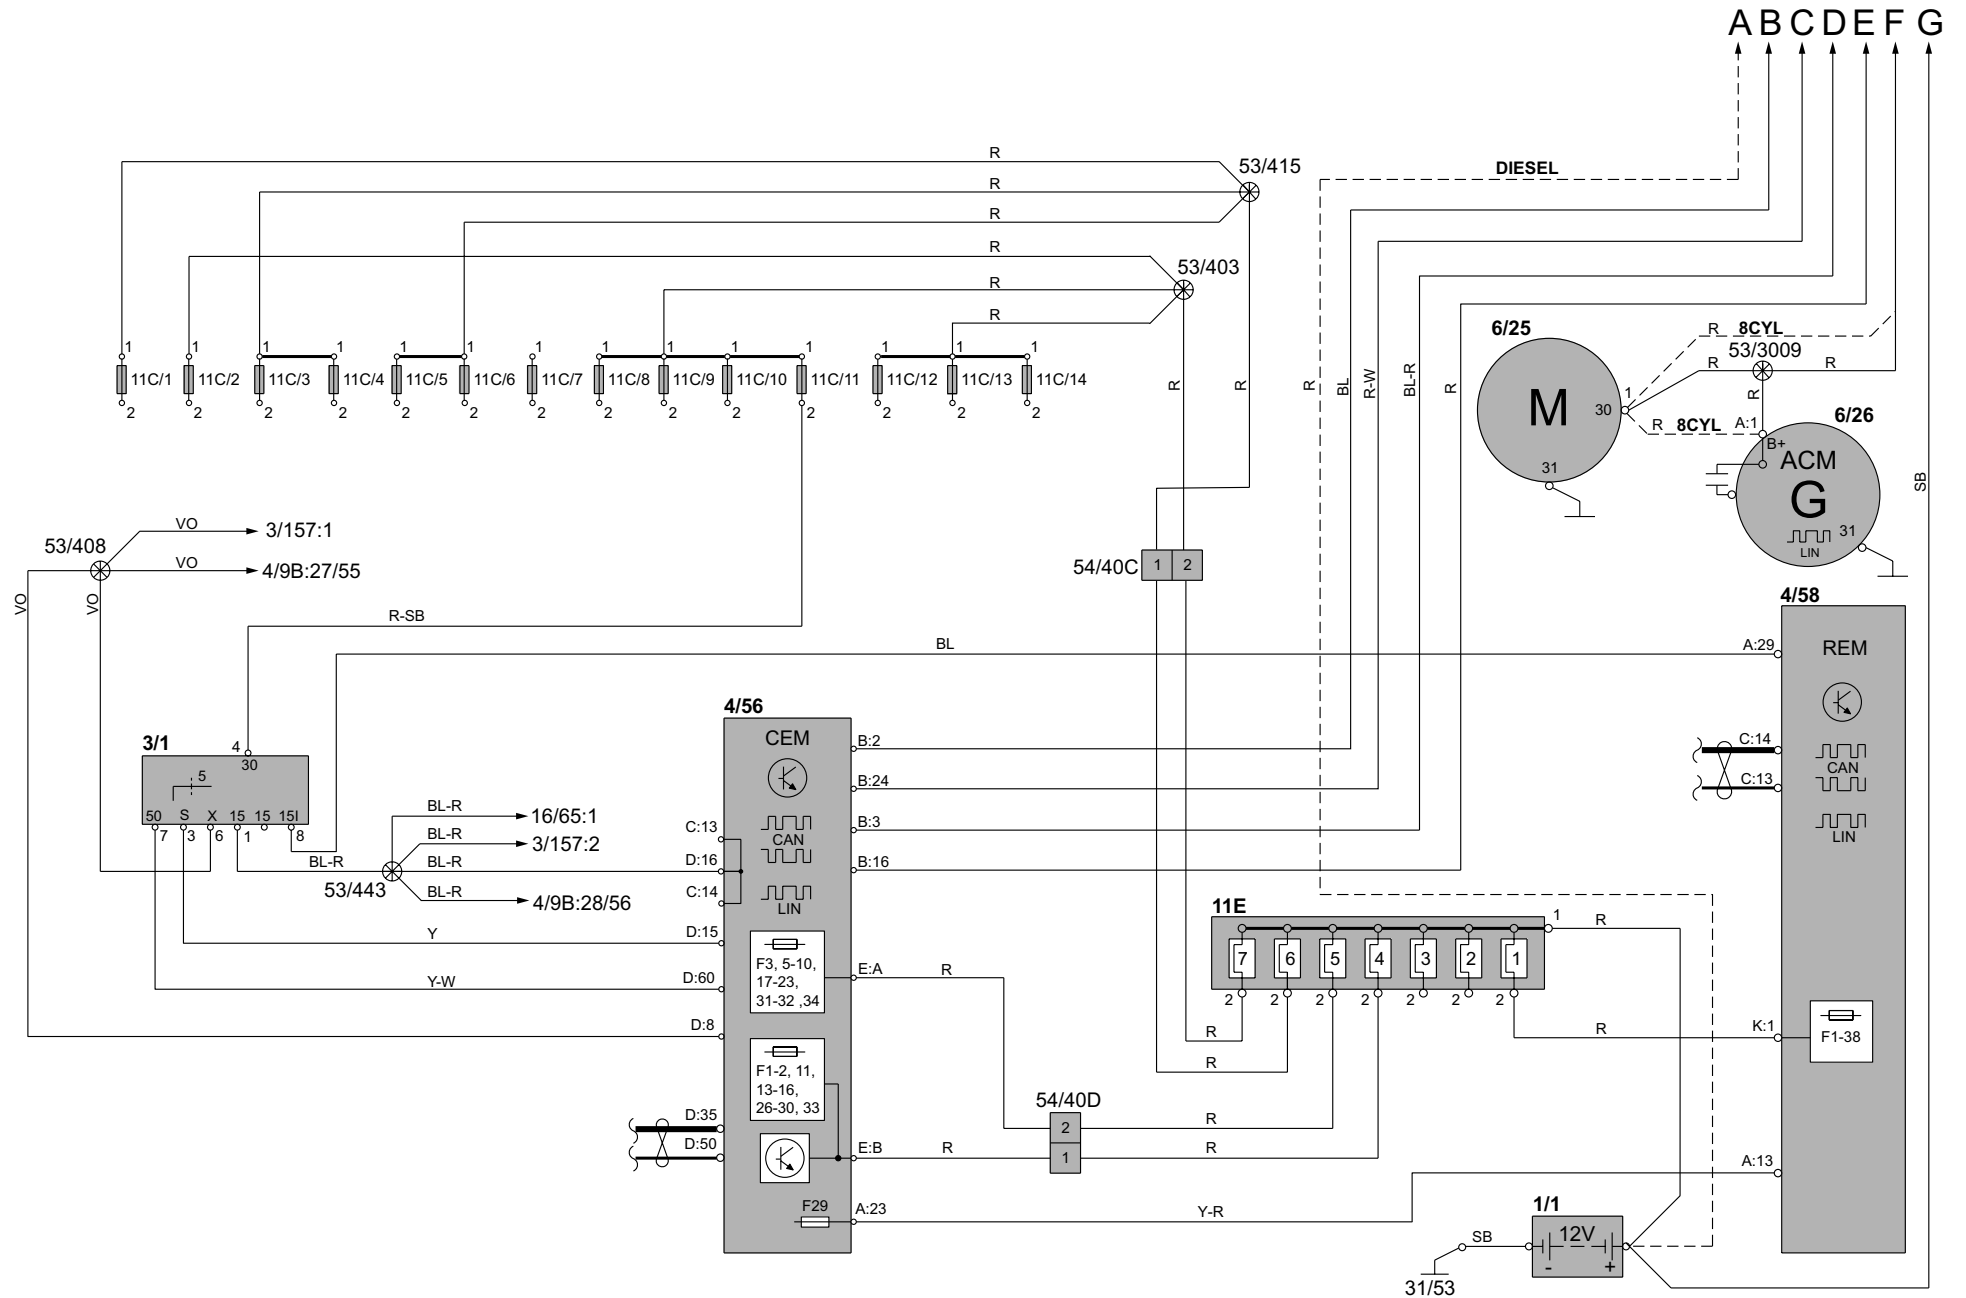 A B C D E F G
R
53/415
DIESEL
R
R
R
53/403
R
R
6/25
R 8CYL
53/3009
1 1 1 1 1 1 1 1 1 1 1 1 1 1
11C/1 11C/2 11C/3 11C/4 11C/5 11C/6 11C/7 11C/8 11C/9 11C/10 11C/11 11C/12 11C/13 11C/14
2 2 2 2 2 2 2 2 2 2 2 2 2 2
R R R BL R-W BL-R R
R R
R
M
30 1
31
R 8CYL A:1
6/26
B+
ACM
G
31
LIN
SB
VO 3/157:1
53/408
VO 4/9B:27/55
VO VO
54/40C 1 2
R-SB
BL
4/58
A:29
REM
4/56
CEM
B:2
3/1
4
30
5
50 S X 15 15 15I
7 3 6 1 8
C:14
CAN
C:13
LIN
B:24
BL-R 16/65:1
BL-R 3/157:2
BL-R BL-R
53/443
BL-R 4/9B:28/56
C:13
CAN
D:16
C:14
LIN
B:3
B:16
11E
1 R
7 6 5 4 3 2 1
2 2 2 2 2 2 2
Y D:15
F3, 5-10,
17-23,
31-32 ,34
E:A R
Y-W D:60
D:8
R
R
R K:1
F1-38
F1-2, 11,
13-16,
26-30, 33
54/40D
D:35
D:50
2 R
E:B R 1 R
A:13
F29
A:23 Y-R
1/1
12V
- +
SB
31/53